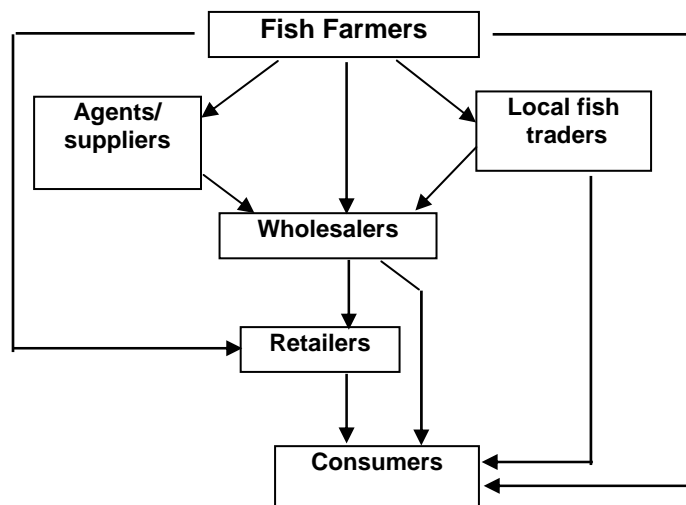 Fish Farmers
Agents/
suppliers
Local fish
traders
Wholesalers
Retailers
Consumers